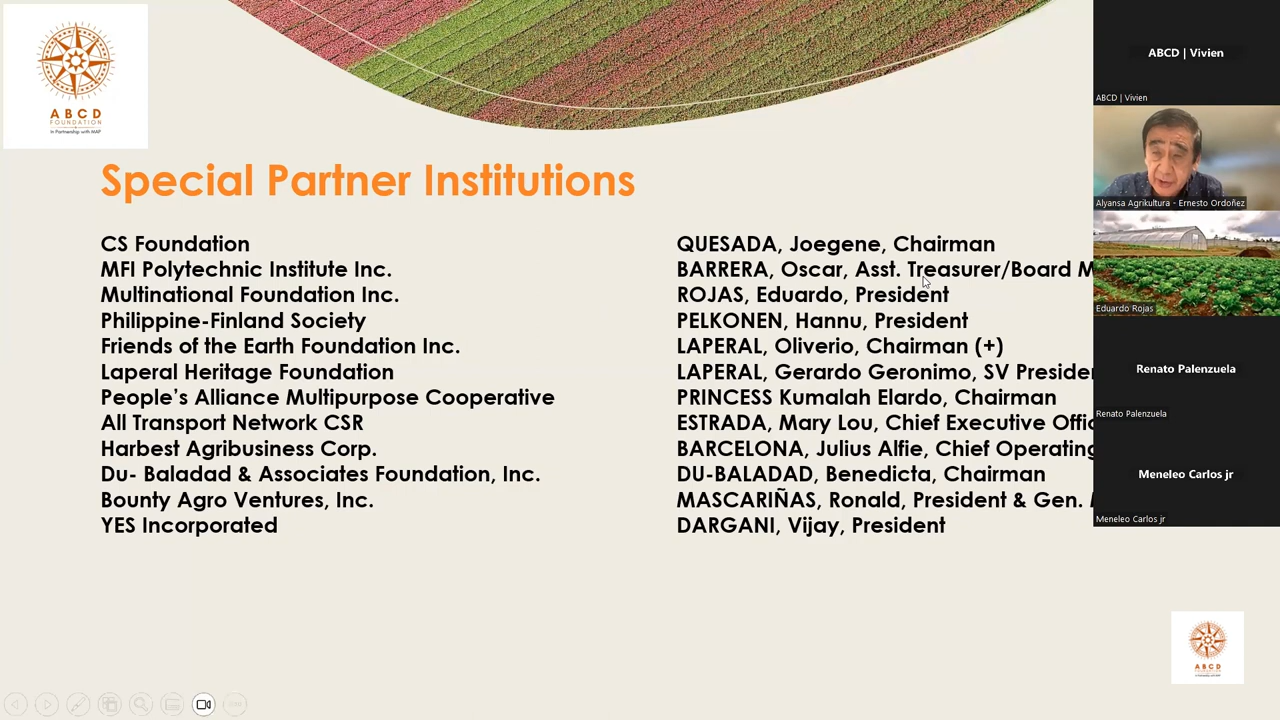 ABCD
FOUNDATION
In Partnership with MAP
Special Partner Institutions
CS Foundation
MFI Polytechnic Institute Inc.
Multinational Foundation Inc.
Philippine-Finland Society
Friends of the Earth Foundation Inc.
Laperal Heritage Foundation
People’s Alliance Multipurpose Cooperative
All Transport Network CSR
Harbest Agribusiness Corp.
Du- Baladad & Associates Foundation, Inc.
Bounty Agro Ventures, Inc.
YES Incorporated
QUESADA, Joegene, Chairman
BARRERA, Oscar, Asst. Treasurer/Board M
ROJAS, Eduardo, President
PELKONEN, Hannu, President
LAPERAL, Oliverio, Chairman (+)
LAPERAL, Gerardo Geronimo, SV Presiden
PRINCESS Kumalah Elardo, Chairman
ESTRADA, Mary Lou, Chief Executive Offic
BARCELONA, Julius Alfie, Chief Operating
DU-BALADAD, Benedicta, Chairman
MASCARIÑAS, Ronald, President & Gen.
DARGANI, Vijay, President
ABCD | Vivien
ABCD | Vivien
Alyansa Agrikultura - Ernesto Ordoñez
Eduardo Rojas
Renato Palenzuela
Renato Palenzuela
Meneleo Carlos jr
Meneleo Carlos jr
ABCD